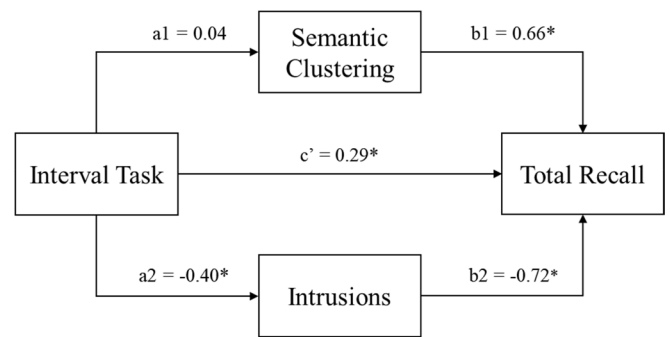 a1 = 0.04
Semantic
Clustering
b1 = 0.66*
Interval Task
c’ = 0.29*
Total Recall
a2 = -0.40*
Intrusions
b2 = -0.72*